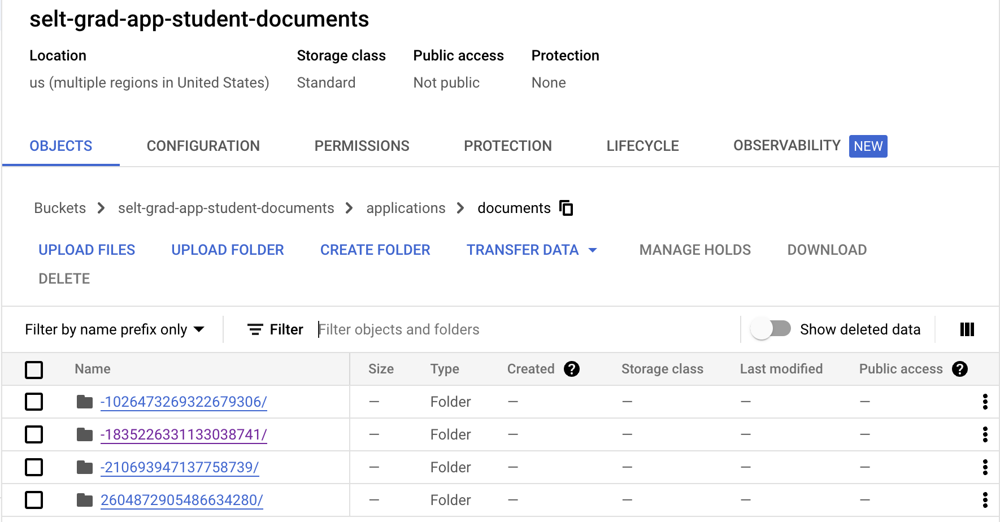 selt-grad-app-student-documents
Location Storage class Public access Protection
us (multiple regions in United States) Standard Not public None
OBJECTS CONFIGURATION PERMISSIONS PROTECTION LIFECYCLE OBSERVABILITY NEW
Buckets > selt-grad-app-student-documents > applications > documents
UPLOAD FILES UPLOAD FOLDER CREATE FOLDER TRANSFER DATA MANAGE HOLDS DOWNLOAD
DELETE
Filter by name prefix only Filter Filter objects and folders Show deleted data
Name Size Type Created ? Storage class Last modified Public access ?
-1026473269322679306/ — Folder — — — —
-1835226331133038741/ — Folder — — — —
-210693947137758739/ — Folder — — — —
2604872905486634280/ — Folder — — — —